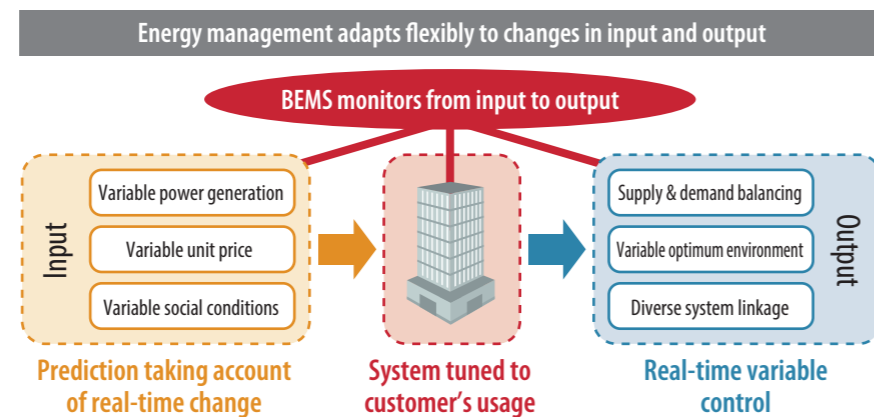 Energy management adapts flexibly to changes in input and output
BEMS monitors from input to output
Input
Variable power generation
Variable unit price
Variable social conditions
Supply & demand balancing
Variable optimum environment
Diverse system linkage
Output
Prediction taking account
of real-time change
System tuned to
customer's usage
Real-time variable
control